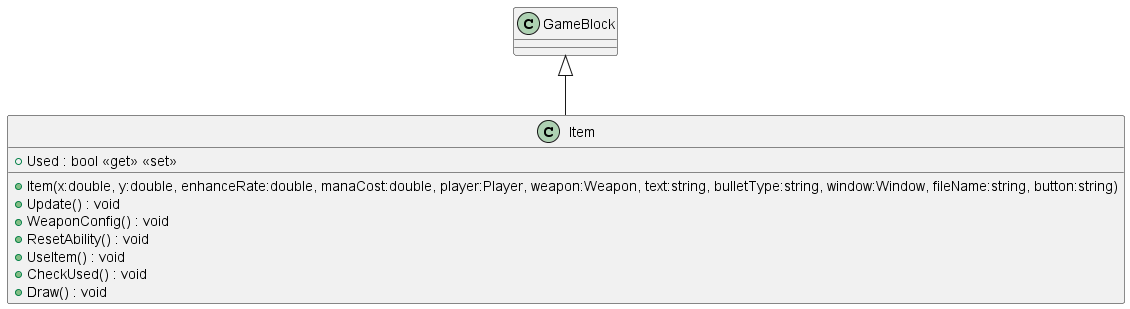 C GameBlock
C Item
Used : bool «get» «set»
Item(x:double, y:double, enhanceRate:double, manaCost:double, player:Player, weapon:Weapon, text:string, bulletType:string, window:Window, fileName:string, button:string)
Update() : void
WeaponConfig() : void
ResetAbility() : void
UseItem() : void
CheckUsed() : void
Draw() : void